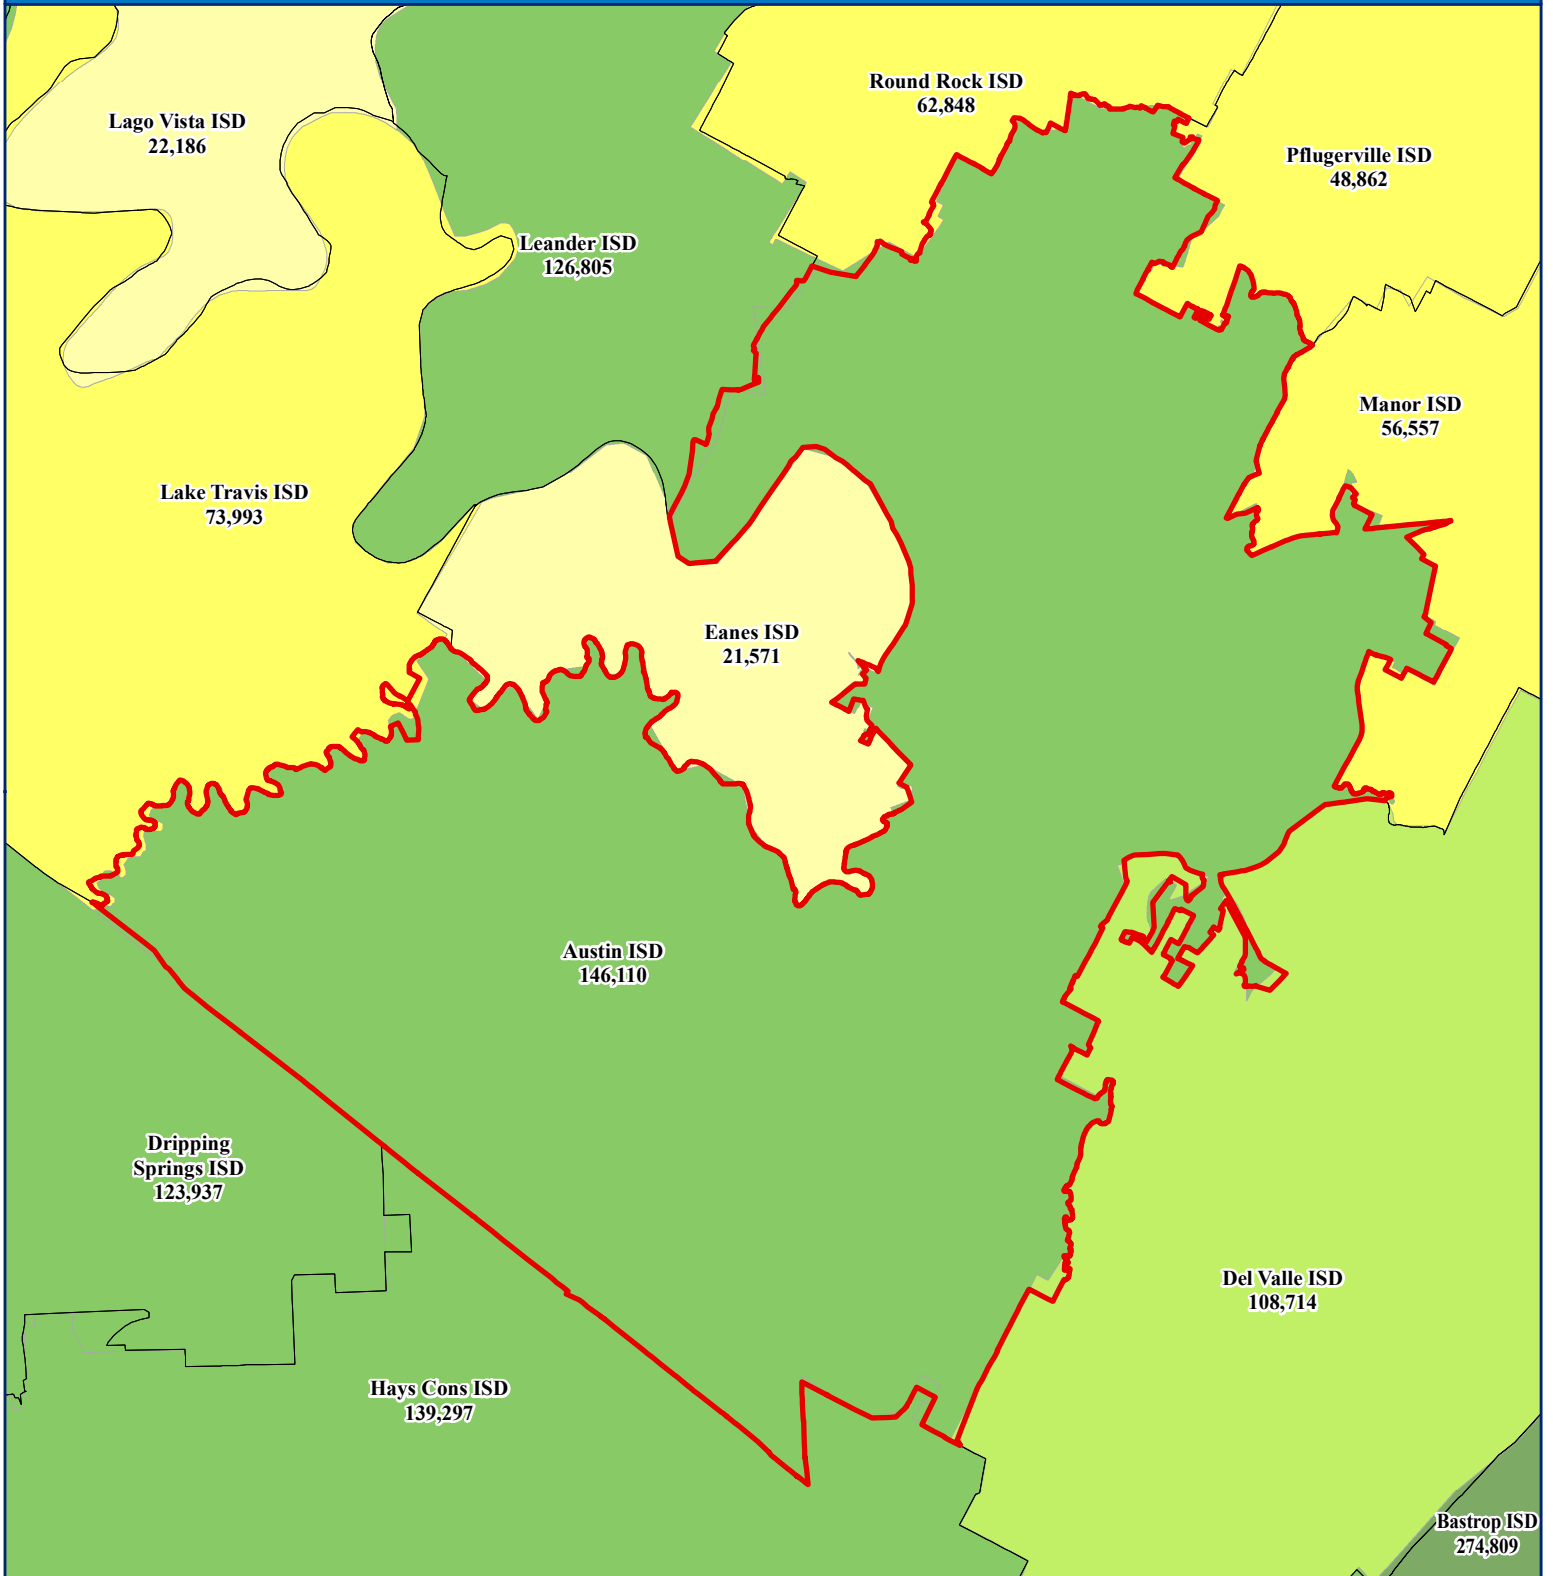 Round Rock ISD
62,848
Lago Vista ISD
22,186
Pflugerville ISD
48,862
Leander ISD
126,805
Manor ISD
56,557
Lake Travis ISD
73,993
Eanes ISD
21,571
Austin ISD
146,110
Dripping
Springs ISD
123,937
Del Valle ISD
108,714
Hays Cons ISD
139,297
Bastrop ISD
274,809